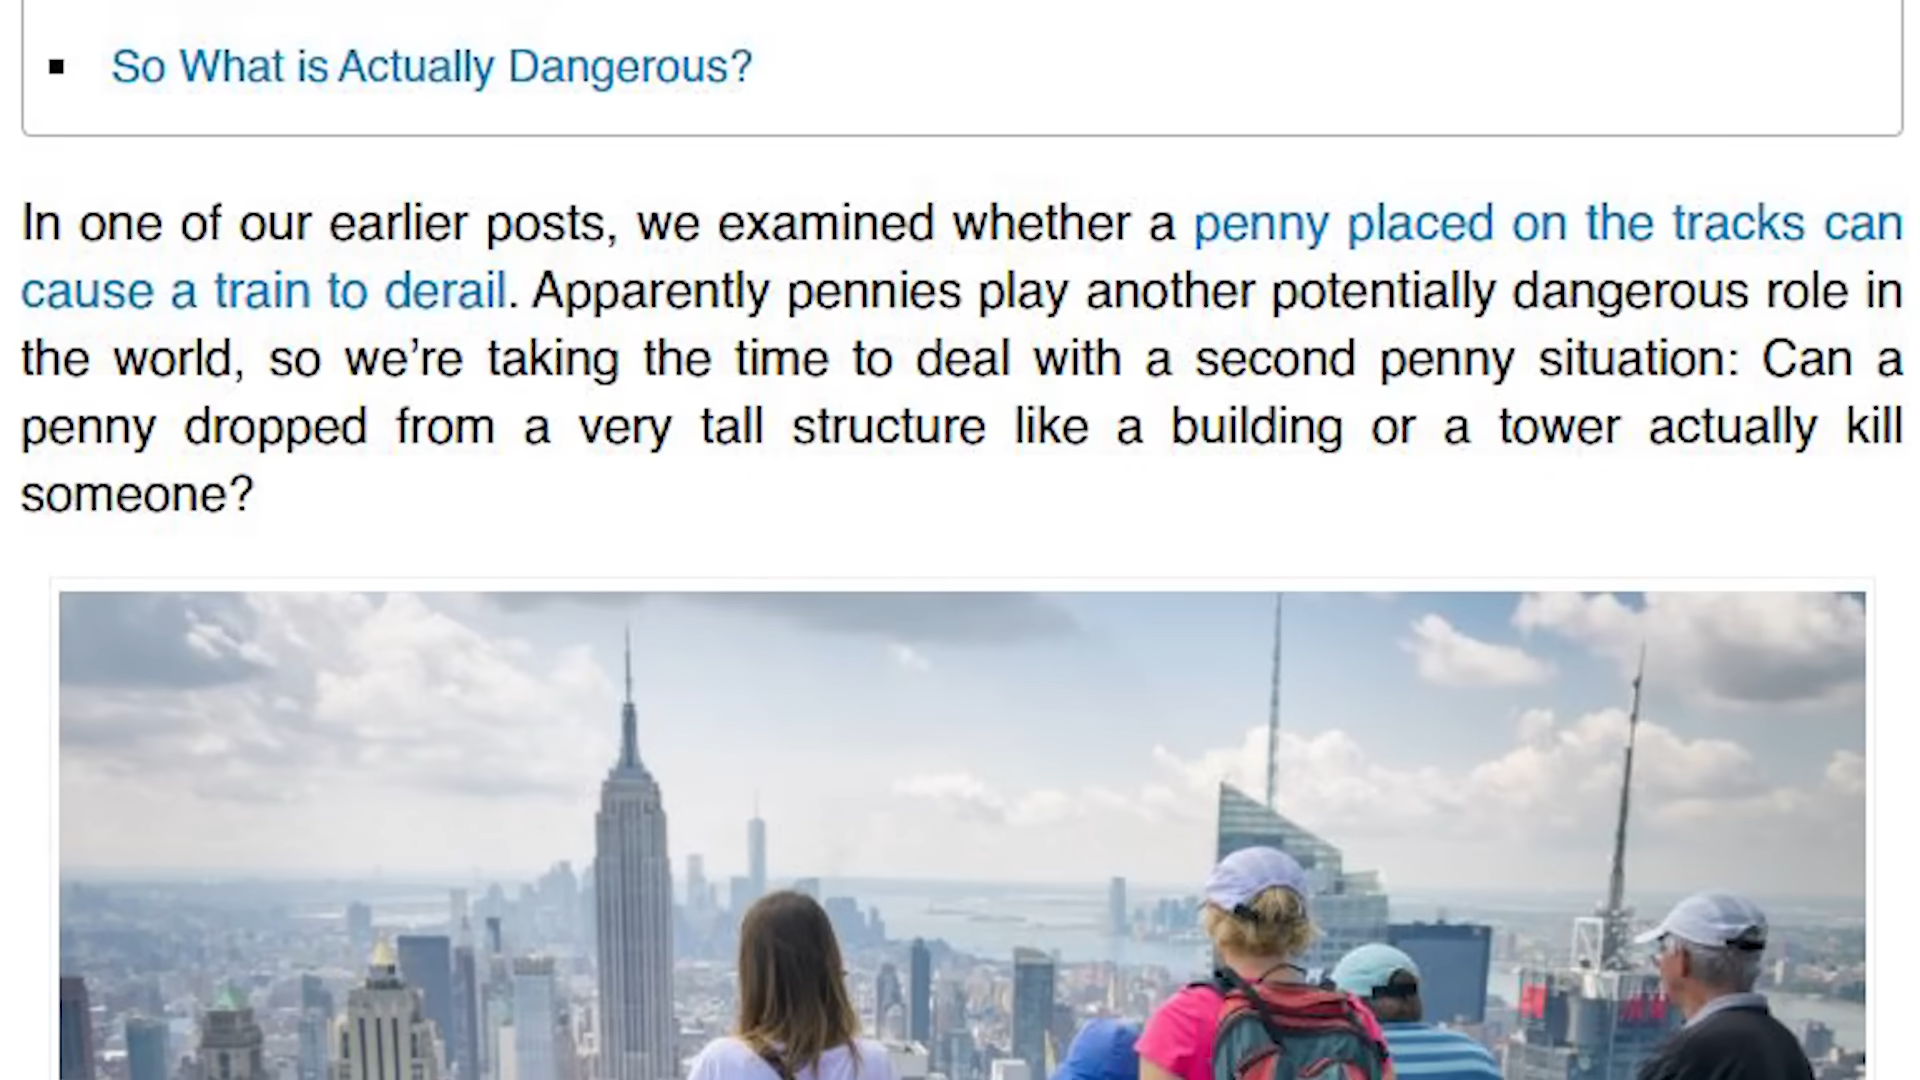 So What is Actually Dangerous?
In one of our earlier posts, we examined whether a penny placed on the tracks can
cause a train to derail. Apparently pennies play another potentially dangerous role in
the world, so we’re taking the time to deal with a second penny situation: Can a
penny dropped from a very tall structure like a building or a tower actually kill
someone?